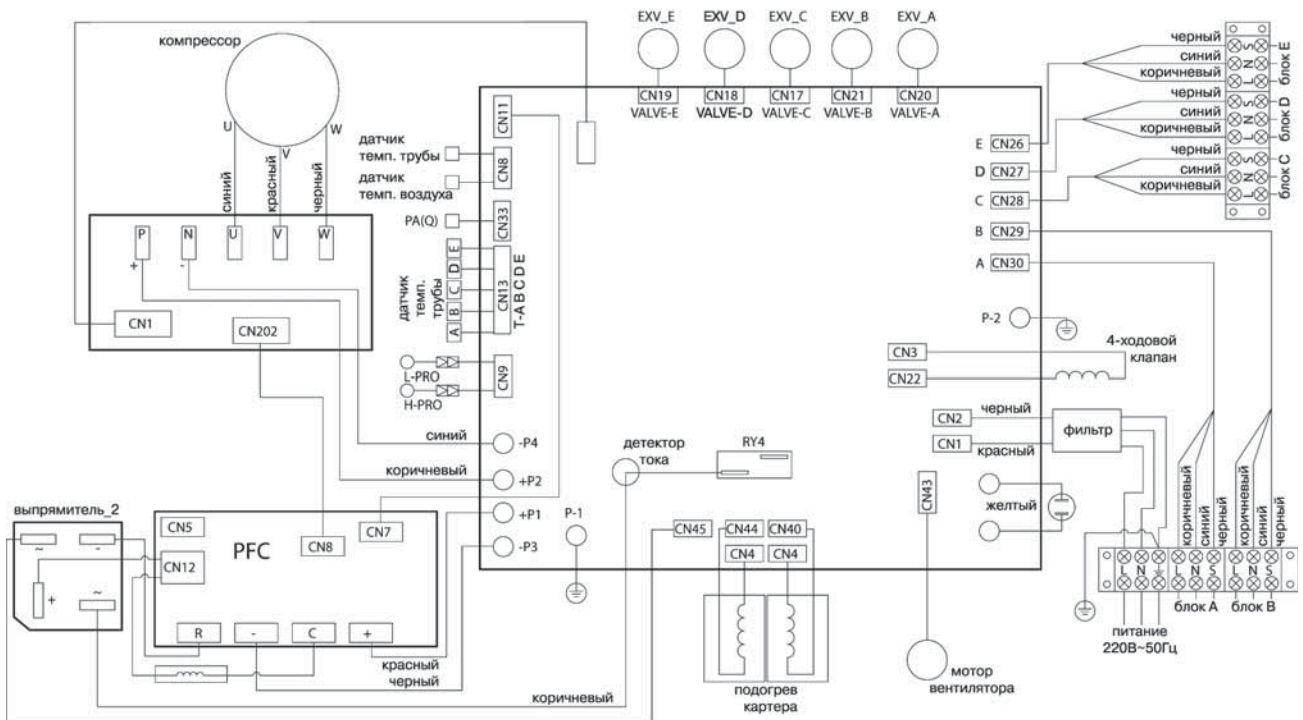 EXV_E EXV_D EXV_C EXV_B EXV_A
компрессор
U
V
W
синий
красный
черный
CN19 CN18 CN17 CN21 CN20
VALVE-E VALVE-D VALVE-C VALVE-B VALVE-A
черный
синий
коричневый
черный
синий
коричневый
черный
синий
коричневый
S
N
L
S
N
L
S
N
L
блок E
блок D
блок C
CN11
датчик
темп. трубы
CN8
датчик
темп. воздуха
PA(Q)
CN33
E
D
C
B
A
датчик
темп.
трубы
CN13
T-A B C D E
L-PRO
H-PRO
CN9
E CN26
D CN27
C CN28
B CN29
A CN30
P-2
P N U V W
+ -
CN1
CN202
CN3
CN22
4-ходовой
клапан
CN2
черный
CN1
красный
фильтр
синий
-P4
коричневый
+P2
+P1
-P3
P-1
детектор
тока
RY4
CN43
желтый
CN45 CN44 CN40
CN4 CN4
выпрямитель_2
~ -
+
~
CN5
PFC
CN8
CN7
CN12
R - C +
красный
черный
коричневый
подогрев
картера
мотор
вентилятора
коричневый
синий
черный
коричневый
синий
черный
L N L N S L N S
блок A блок B
питание
220В~50Гц